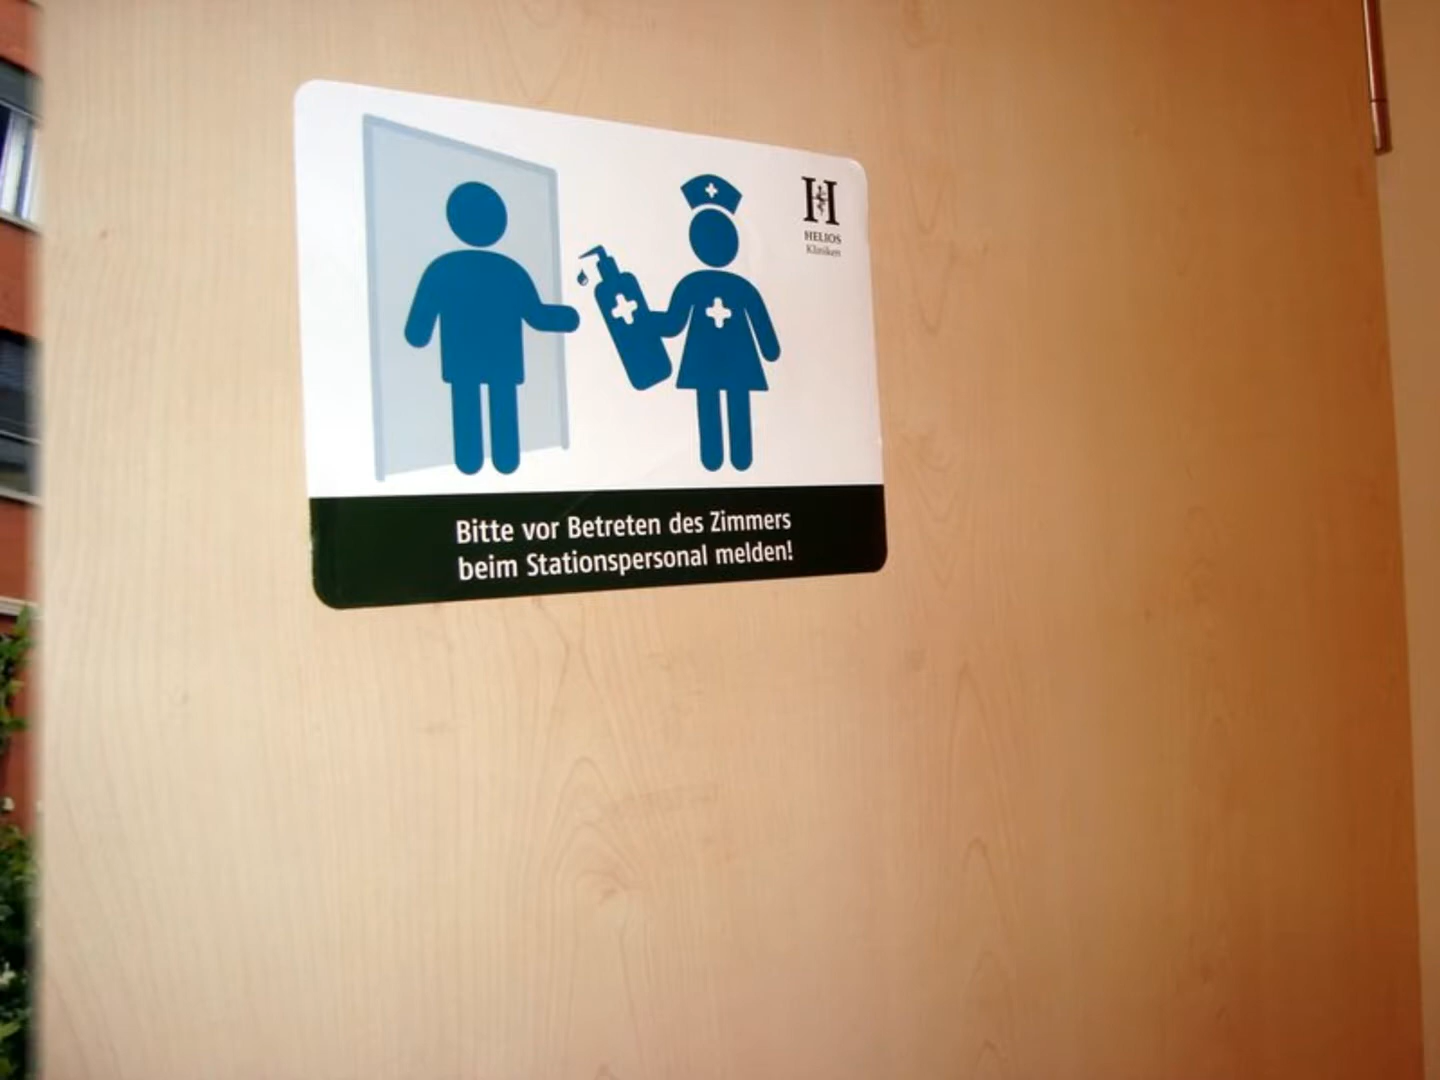 H
HELIOS
Kliniken
Bitte vor Betreten des Zimmers
beim Stationspersonal melden!